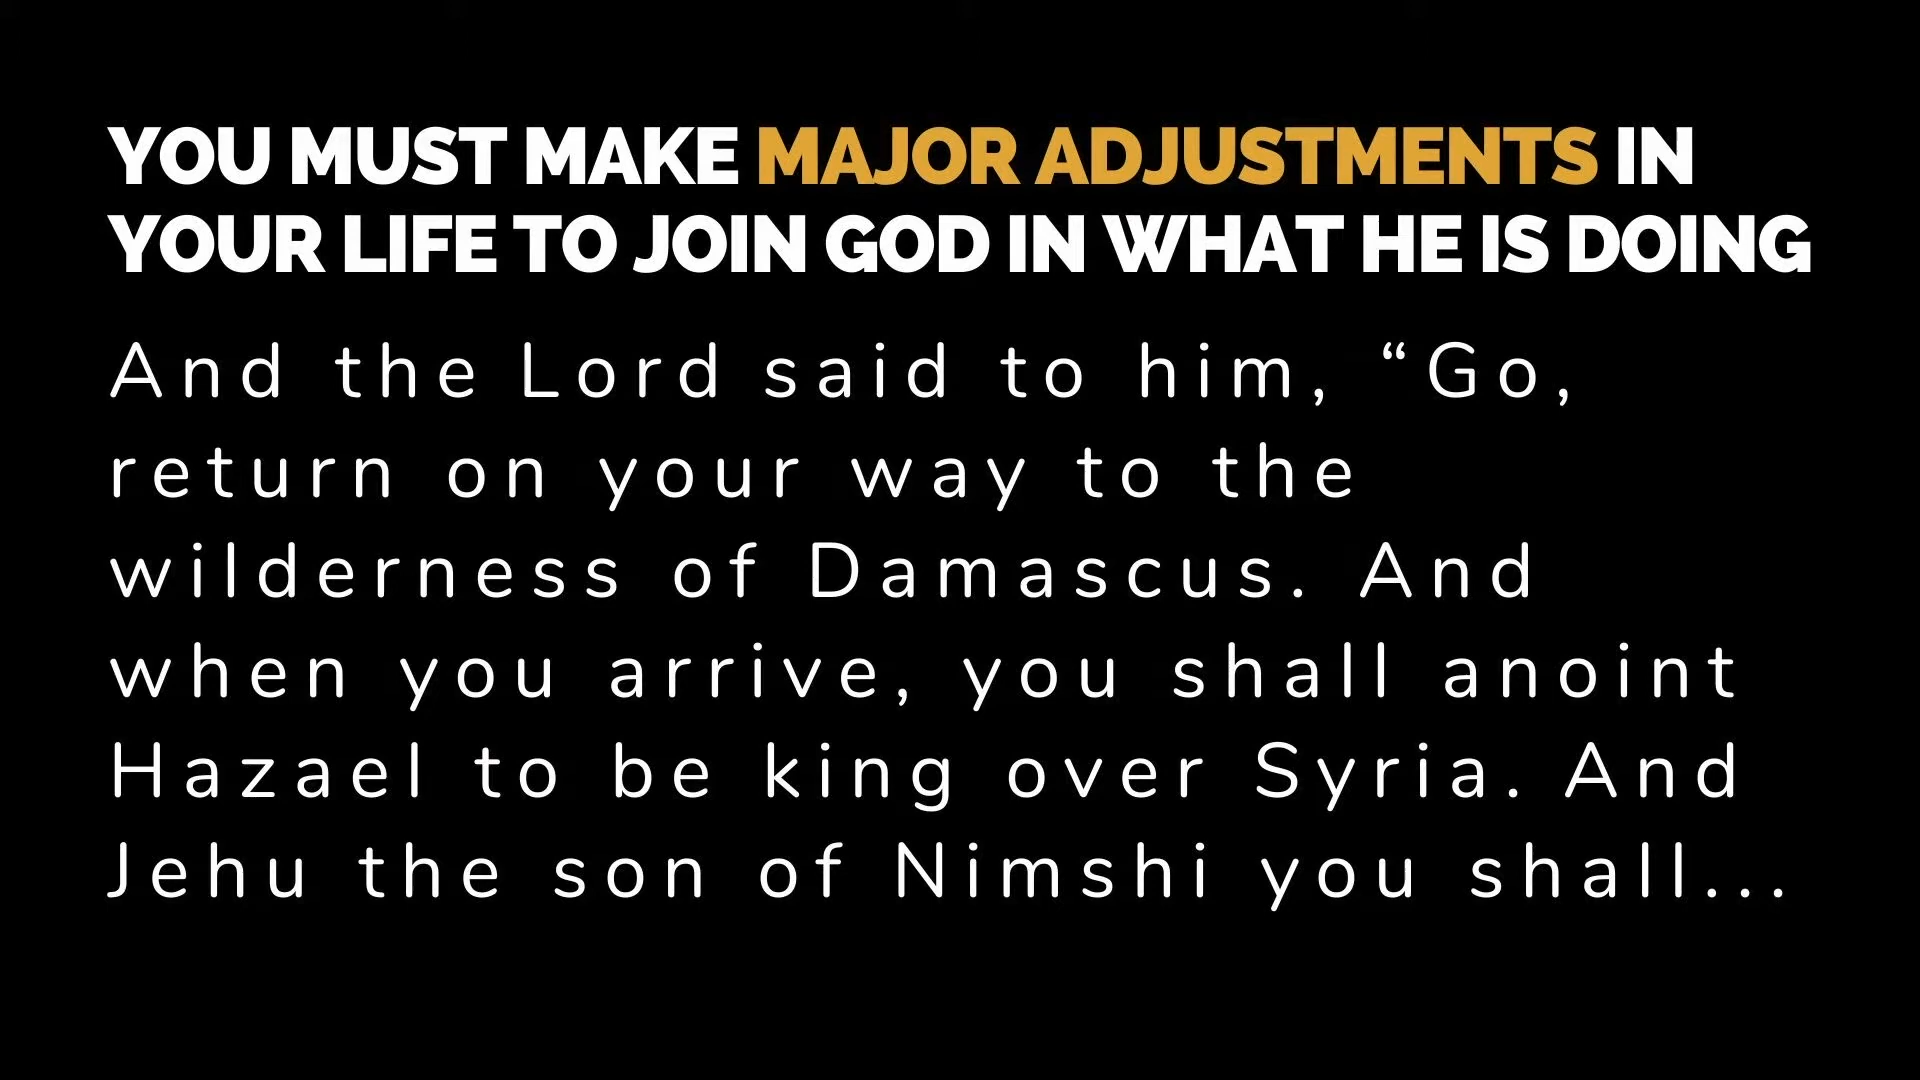 YOU MUST MAKE MAJOR ADJUSTMENTS IN
YOUR LIFE TO JOIN GOD IN WHAT HE IS DOING
And the Lord said to him, “Go,
return on your way to the
wilderness of Damascus. And
when you arrive, you shall anoint
Hazael to be king over Syria. And
Jehu the son of Nimshi you shall...